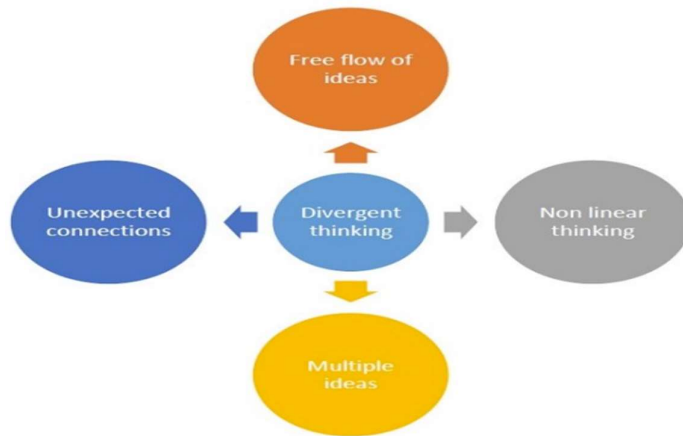 Free flow of
ideas
Unexpected
connections
Divergent
thinking
Non linear
thinking
Multiple
ideas